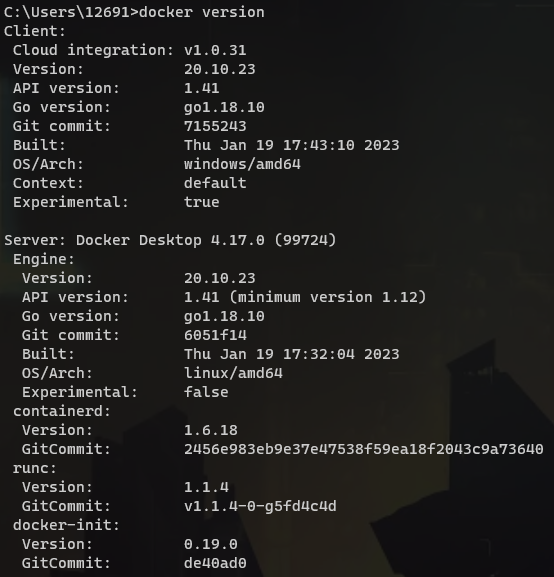 C:\Users\12691>docker version
Client:
 Cloud integration: v1.0.31
 Version:           20.10.23
 API version:       1.41
 Go version:        go1.18.10
 Git commit:        7155243
 Built:             Thu Jan 19 17:43:10 2023
 OS/Arch:           windows/amd64
 Context:           default
 Experimental:      true

Server: Docker Desktop 4.17.0 (99724)
 Engine:
  Version:          20.10.23
  API version:      1.41 (minimum version 1.12)
  Go version:       go1.18.10
  Git commit:       6051f14
  Built:            Thu Jan 19 17:32:04 2023
  OS/Arch:          linux/amd64
  Experimental:     false
 containerd:
  Version:          1.6.18
  GitCommit:        2456e983eb9e37e47538f59ea18f2043c9a73640
 runc:
  Version:          1.1.4
  GitCommit:        v1.1.4-0-g5fd4c4d
 docker-init:
  Version:          0.19.0
  GitCommit:        de40ad0